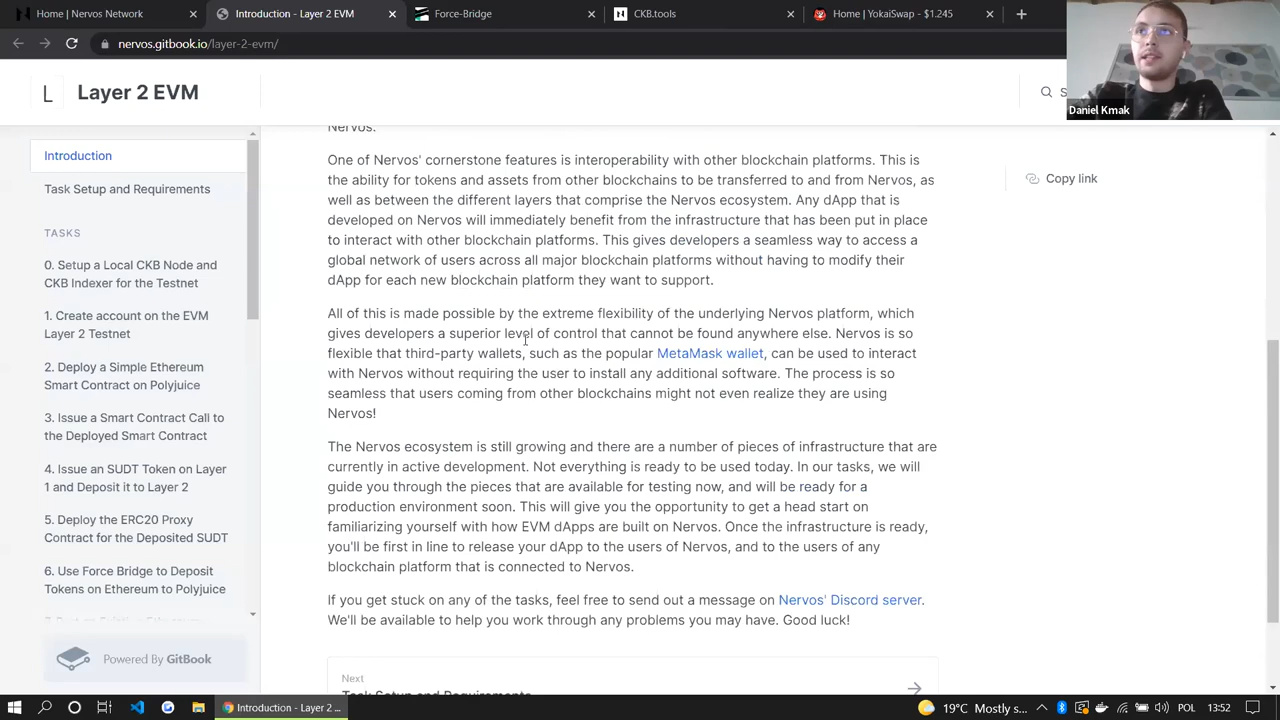 Home | Nervos Network
Introduction - Layer 2 EVM
Force-Bridge
CKB.tools
Home | YokaiSwap - $1.245
nervos.gitbook.io/layer-2-evm/
L
Layer 2 EVM
S
Daniel Kmak
Introduction
Task Setup and Requirements
TASKS
0. Setup a Local CKB Node and
CKB Indexer for the Testnet
1. Create account on the EVM
Layer 2 Testnet
2. Deploy a Simple Ethereum
Smart Contract on Polyjuice
3. Issue a Smart Contract Call to
the Deployed Smart Contract
4. Issue an SUDT Token on Layer
1 and Deposit it to Layer 2
5. Deploy the ERC20 Proxy
Contract for the Deposited SUDT
6. Use Force Bridge to Deposit
Tokens on Ethereum to Polyjuice
Powered By GitBook
Nervos.
One of Nervos' cornerstone features is interoperability with other blockchain platforms. This is
the ability for tokens and assets from other blockchains to be transferred to and from Nervos, as
well as between the different layers that comprise the Nervos ecosystem. Any dApp that is
developed on Nervos will immediately benefit from the infrastructure that has been put in place
to interact with other blockchain platforms. This gives developers a seamless way to access a
global network of users across all major blockchain platforms without having to modify their
dApp for each new blockchain platform they want to support.
All of this is made possible by the extreme flexibility of the underlying Nervos platform, which
gives developers a superior level of control that cannot be found anywhere else. Nervos is so
flexible that third-party wallets, such as the popular MetaMask wallet, can be used to interact
with Nervos without requiring the user to install any additional software. The process is so
seamless that users coming from other blockchains might not even realize they are using
Nervos!
The Nervos ecosystem is still growing and there are a number of pieces of infrastructure that are
currently in active development. Not everything is ready to be used today. In our tasks, we will
guide you through the pieces that are available for testing now, and will be ready for a
production environment soon. This will give you the opportunity to get a head start on
familiarizing yourself with how EVM dApps are built on Nervos. Once the infrastructure is ready,
you'll be first in line to release your dApp to the users of Nervos, and to the users of any
blockchain platform that is connected to Nervos.
If you get stuck on any of the tasks, feel free to send out a message on Nervos' Discord server.
We'll be available to help you work through any problems you may have. Good luck!
Next
Task Setup and Requirements
Copy link
Introduction - Layer 2 ...
19°C Mostly s...
POL
13:52